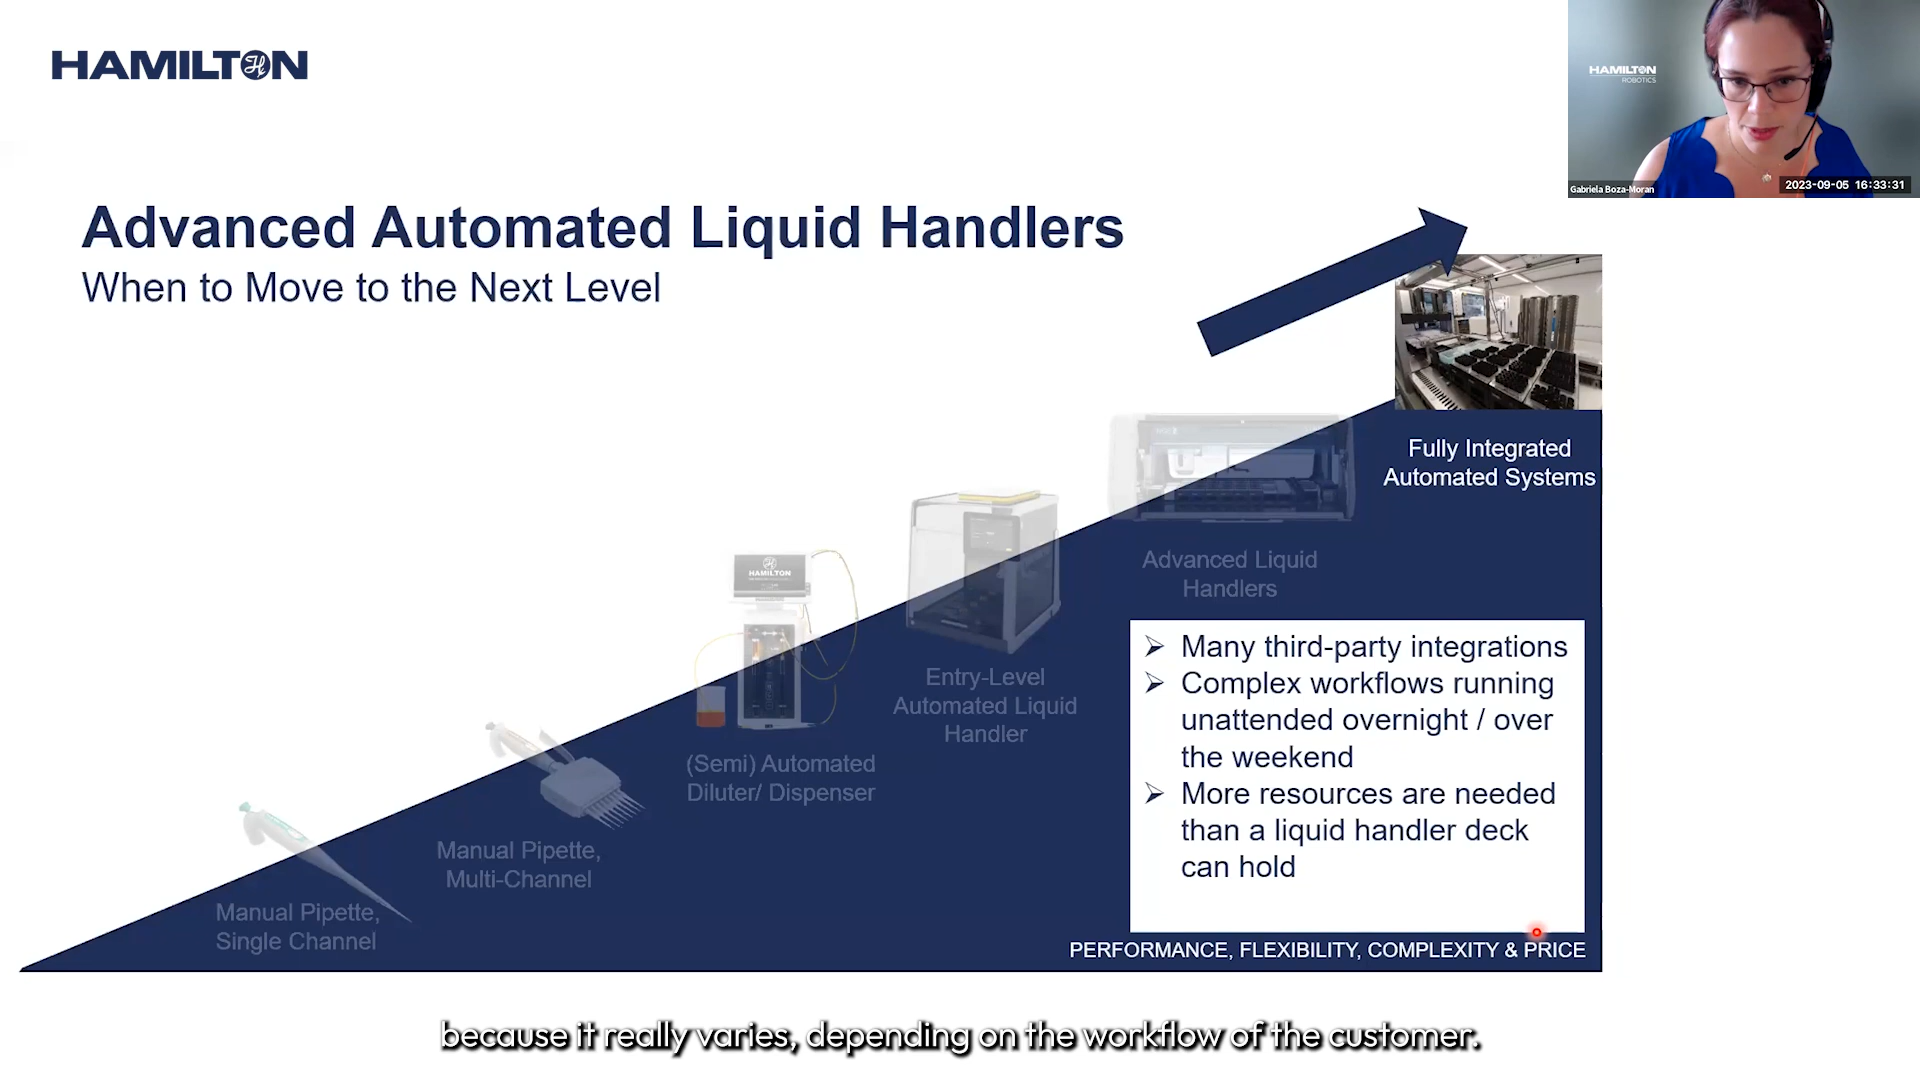 HAMILTON
HAMILTON
ROBOTICS
Gabriela Boza-Moran
2023-09-05 16:33:31
Advanced Automated Liquid Handlers
When to Move to the Next Level
Fully Integrated
Automated Systems
Advanced Liquid
Handlers
HAMILTON
Entry-Level
Automated Liquid
Handler
(Semi) Automated
Diluter/ Dispenser
Manual Pipette,
Multi-Channel
Manual Pipette,
Single Channel
➢ Many third-party integrations
➢ Complex workflows running
unattended overnight / over
the weekend
➢ More resources are needed
than a liquid handler deck
can hold
PERFORMANCE, FLEXIBILITY, COMPLEXITY & PRICE
because it really varies, depending on the workflow of the customer.